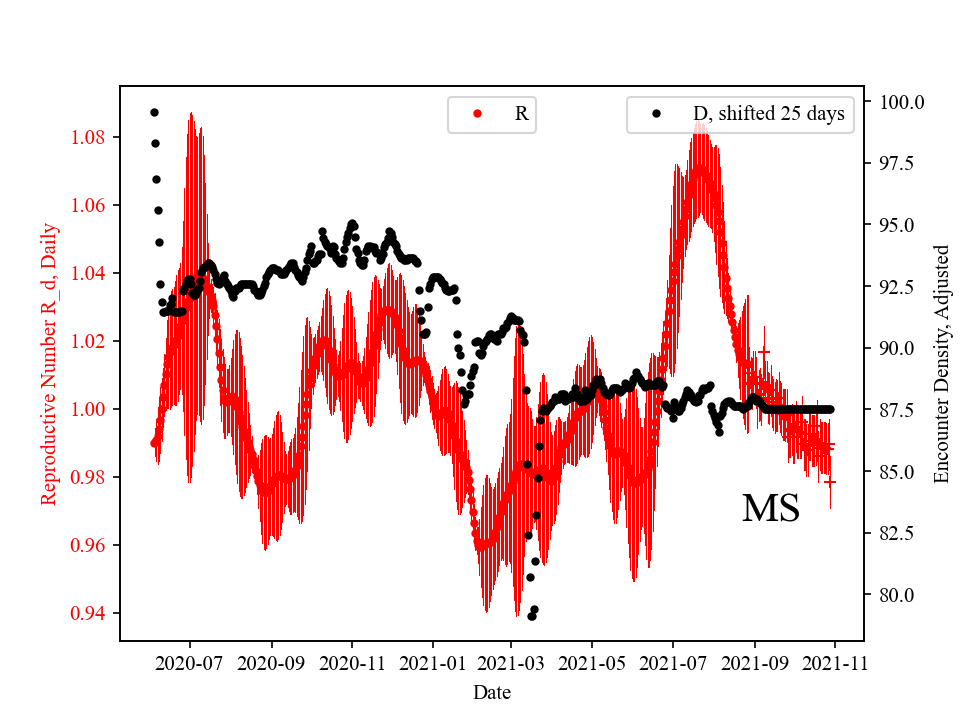 R
D, shifted 25 days
1.08
1.06
1.04
1.02
1.00
0.98
0.96
0.94
Reproductive Number R_d, Daily
100.0
97.5
95.0
92.5
90.0
87.5
85.0
82.5
80.0
Encounter Density, Adjusted
MS
2020-07 2020-09 2020-11 2021-01 2021-03 2021-05 2021-07 2021-09 2021-11
Date